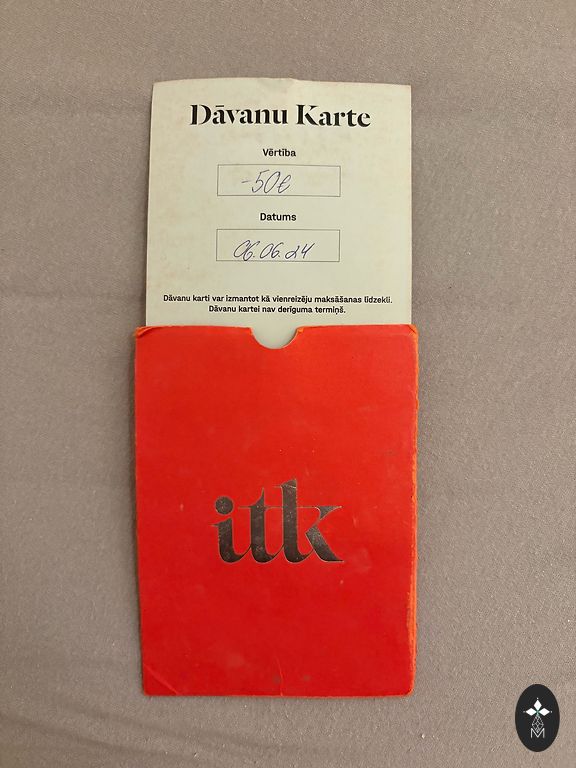 Dāvanu Karte
Vērtība
-50€
Datums
06.06.24
Dāvanu karti var izmantot kā vienreizēju maksāšanas līdzekli.
Dāvanu kartei nav derīguma termiņš.
itk
M